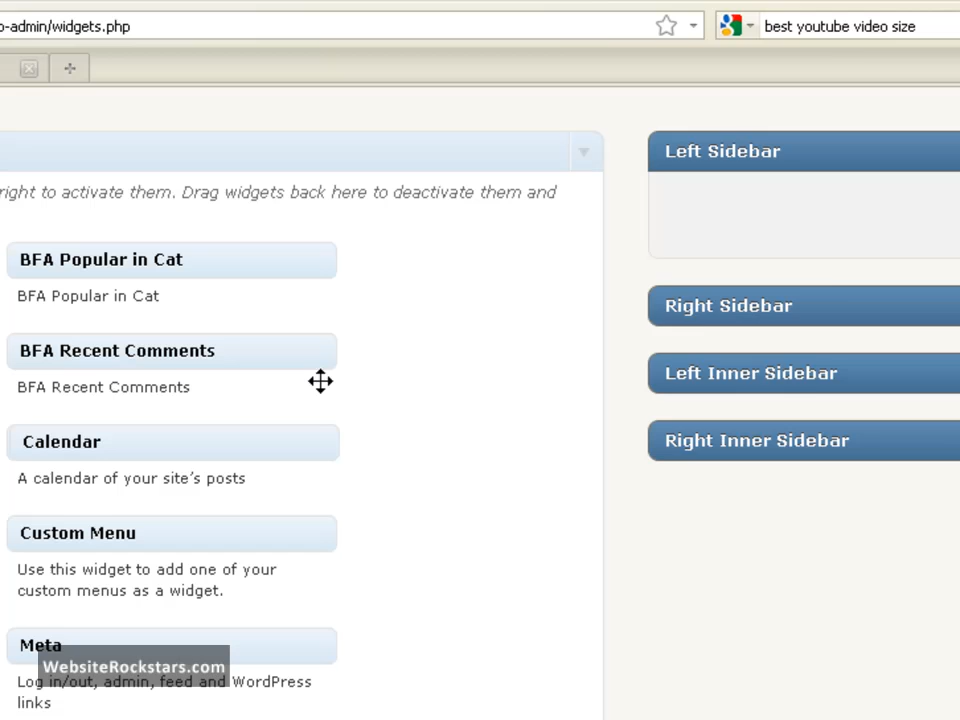 o-admin/widgets.php
best youtube video size
Left Sidebar
right to activate them. Drag widgets back here to deactivate them and
BFA Popular in Cat
BFA Popular in Cat
Right Sidebar
BFA Recent Comments
Left Inner Sidebar
BFA Recent Comments
Calendar
Right Inner Sidebar
A calendar of your site's posts
Custom Menu
Use this widget to add one of your
custom menus as a widget.
Meta
WebsiteRockstars.com
Log in/out, admin, feed and WordPress
links